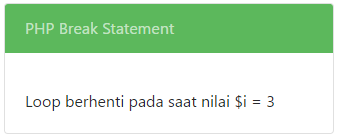 PHP Break Statement
Loop berhenti pada saat nilai $i = 3